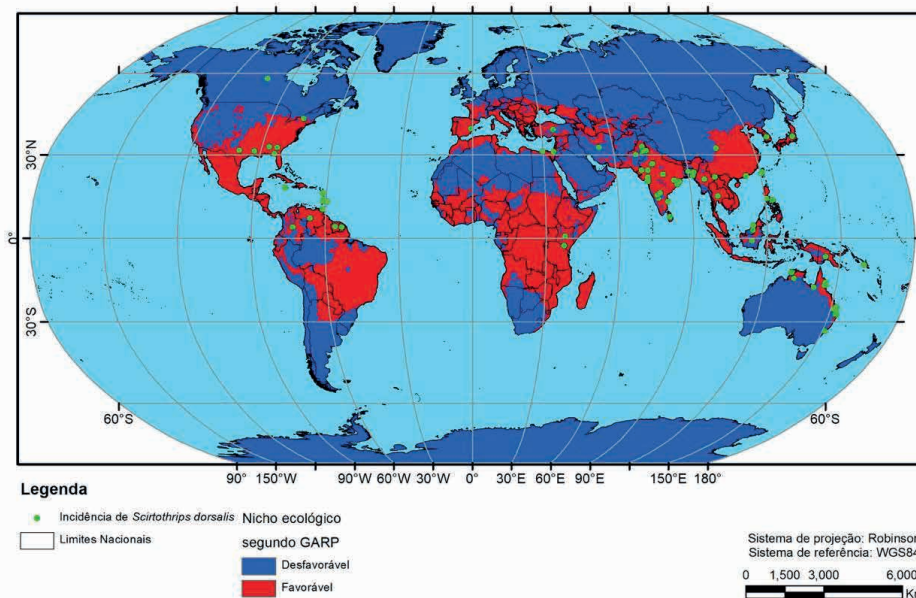 30°N
0°
30°S
60°S
60°S
90° 150°W 90°W 60°W 30°W 0° 30°E 60°E 90°E 150°E 180°
Legenda
Incidência de Scirtothrips dorsalis
Limites Nacionais
Nicho ecológico
segundo GARP
Desfavorável
Favorável
Sistema de projeção: Robinson
Sistema de referência: WGS84
0 1,500 3,000 6,000